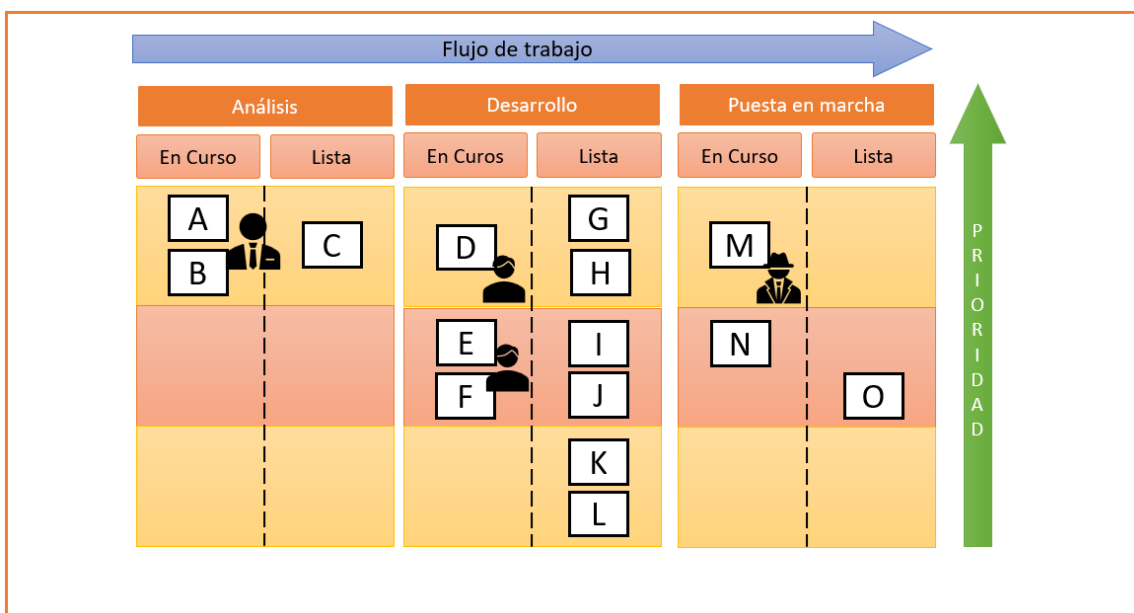 Flujo de trabajo
Análisis Desarrollo Puesta en marcha
En Curso Lista En Curos Lista En Curso Lista
A G
B C D H M
E I N
F J O
K
L
PRIORIDAD